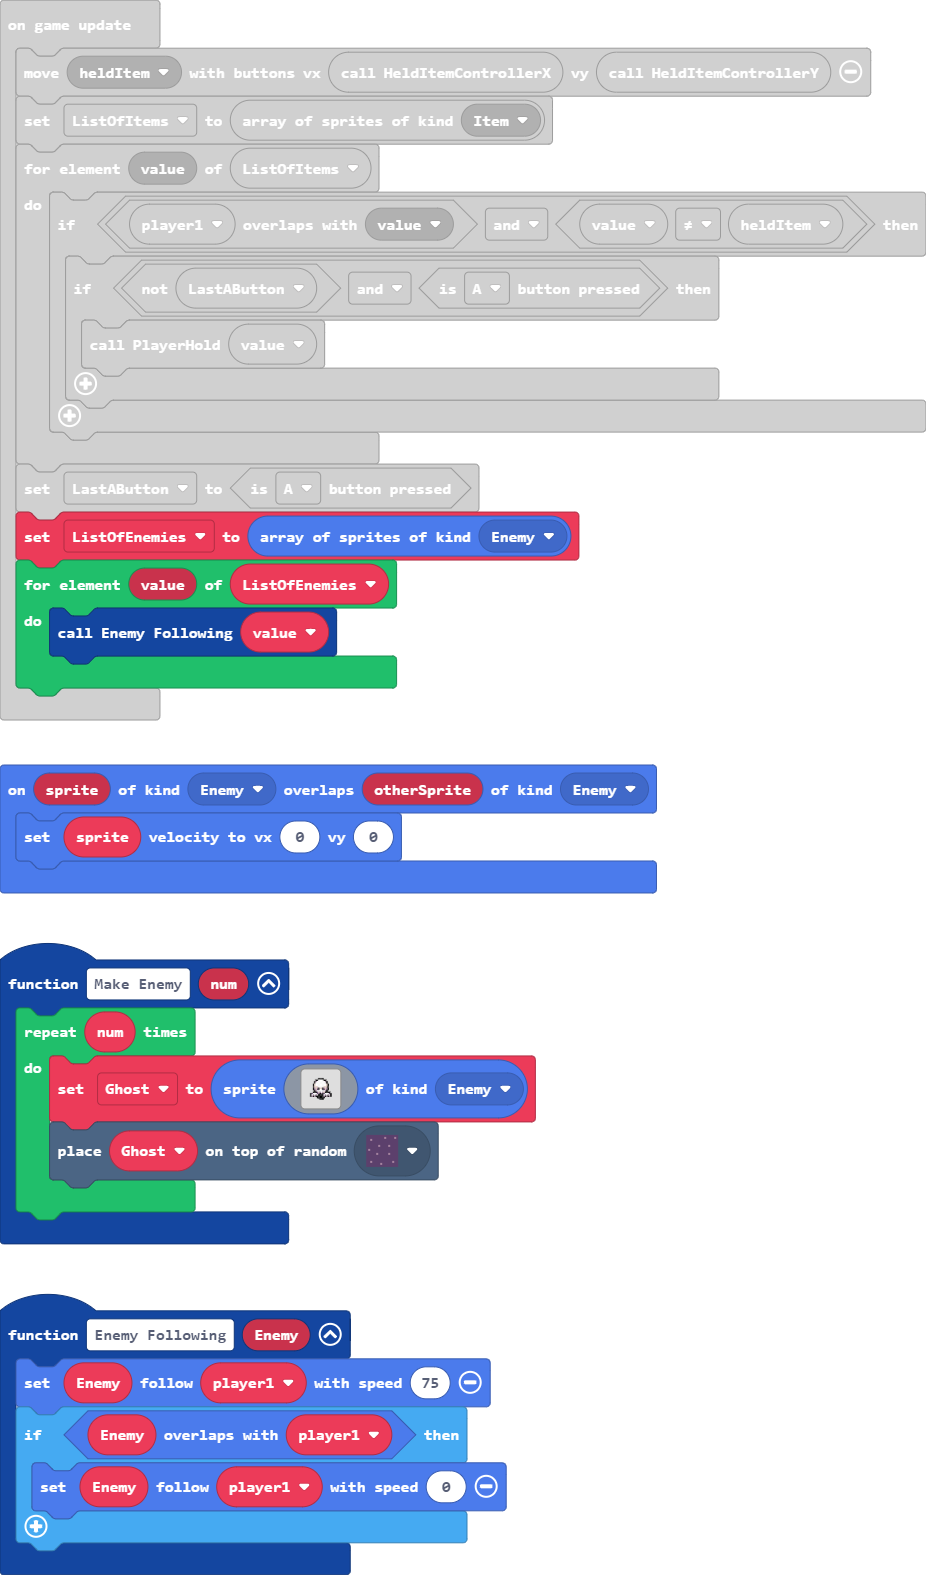 on game update
move heldItem with buttons vx call HeldItemControllerX vy call HeldItemControllerY
set ListOfItems to array of sprites of kind Item
for element value of ListOfItems
do
if player1 overlaps with value and value ≠ heldItem then
if not LastAButton and is A button pressed then
call PlayerHold value
set LastAButton to is A button pressed
set ListOfEnemies to array of sprites of kind Enemy
for element value of ListOfEnemies
do
call Enemy Following value
on sprite of kind Enemy overlaps otherSprite of kind Enemy
set sprite velocity to vx 0 vy 0
function Make Enemy num
repeat num times
do
set Ghost to sprite of kind Enemy
place Ghost on top of random
function Enemy Following Enemy
set Enemy follow player1 with speed 75
if Enemy overlaps with player1 then
set Enemy follow player1 with speed 0